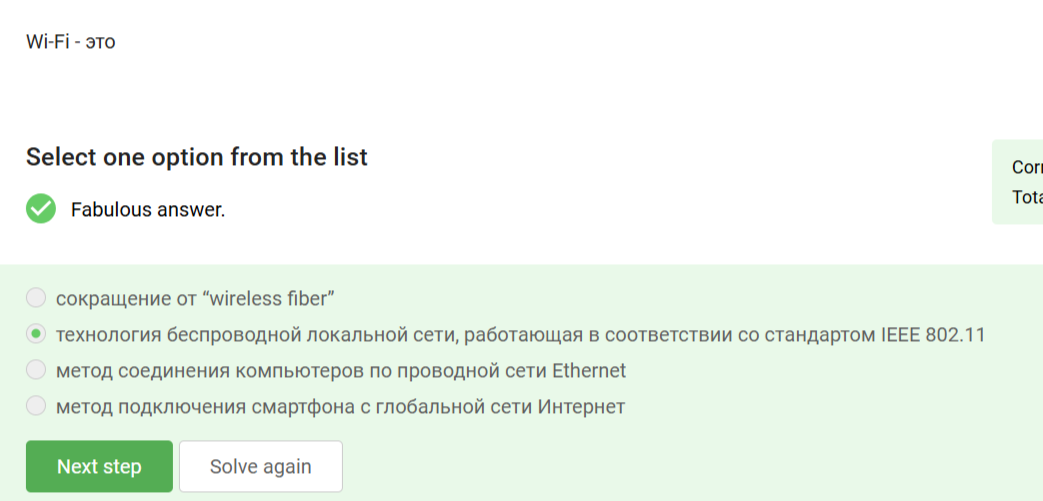 Wi-Fi - это
Select one option from the list
Fabulous answer.
сокращение от “wireless fiber”
технология беспроводной локальной сети, работающая в соответствии со стандартом IEEE 802.11
метод соединения компьютеров по проводной сети Ethernet
метод подключения смартфона с глобальной сети Интернет
Next step
Solve again